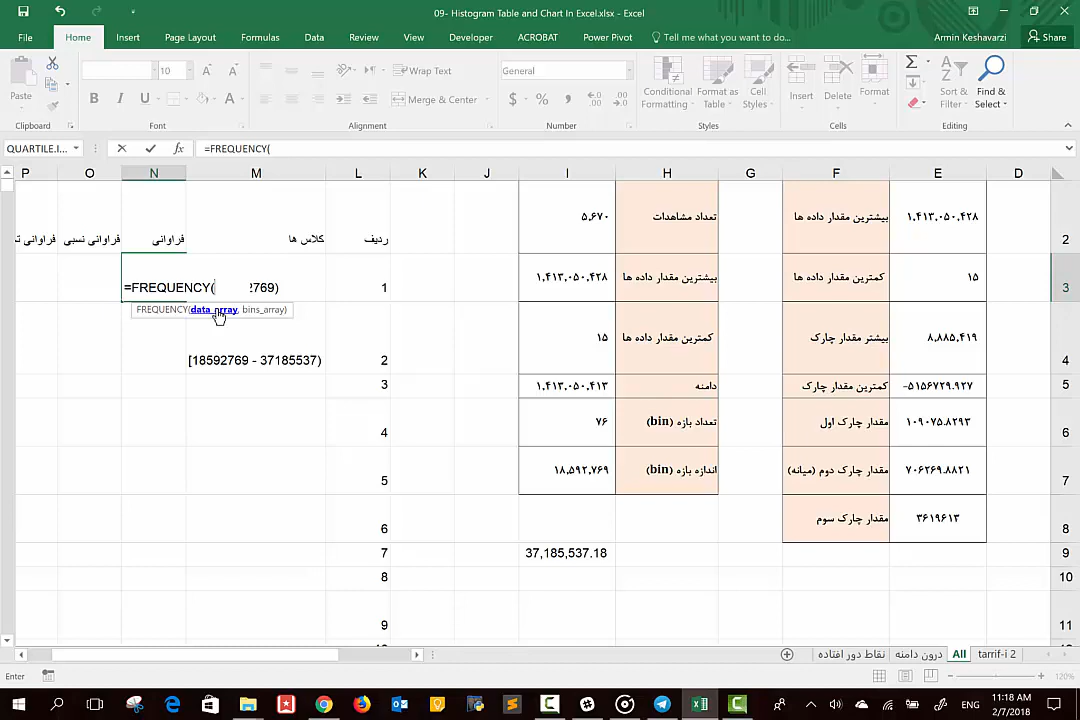 09- Histogram Table and Chart In Excel.xlsx - Excel
File Home Insert Page Layout Formulas Data Review View Developer ACROBAT Power Pivot Tell me what you want to do... Armin Keshavarzi Share
Paste 10 Wrap Text General Conditional Format as Cell Insert Delete Format Sort & Find &
B I U Merge & Center $ % Formatting Table Styles Filter Select
Clipboard Font Alignment Number Styles Cells Editing
QUARTILE.I... fx =FREQUENCY(
P O N M L K J I H G F E D
۱.۴۱۳.۰۵۰.۴۲۸ بیشترین مقدار داده ها تعداد مشاهدات ۵.۶۷۰ 2
ردیف کلاس ها فراوانی فراوانی نسبی فراوانی ت
۱۵ کمترین مقدار داده ها بیشترین مقدار داده ها ۱.۴۱۳.۰۵۰.۴۲۸ 3
=FREQUENCY( 2769) 1
FREQUENCY(data_array, bins_array)
۸,۸۸۵,۴۱۹ بیشتر مقدار چارک کمترین مقدار داده ها ۱۵
[18592769 - 37185537) 2 4
-۵۱۵۶۷۲۹.۹۲۷ کمترین مقدار چارک دامنه ۱.۴۱۳.۰۵۰.۴۱۳ 3 5
۱۰۹۰۷۵.۸۲۹۳ مقدار چارک اول تعداد بازه (bin) ۷۶ 4 6
۷۰۶۲۶۹.۸۸۲۱ مقدار چارک دوم (میانه) اندازه بازه (bin) ۱۸,۵۹۲,۷۶۹ 5 7
۳۶۱۹۶۱۳ مقدار چارک سوم 6 8
37,185,537.18 7 9
8 10
9 11
نقاط دور افتاده درون دامنه All tarrif-i 2
Enter 120%
ENG 11:18 AM
2/7/2018